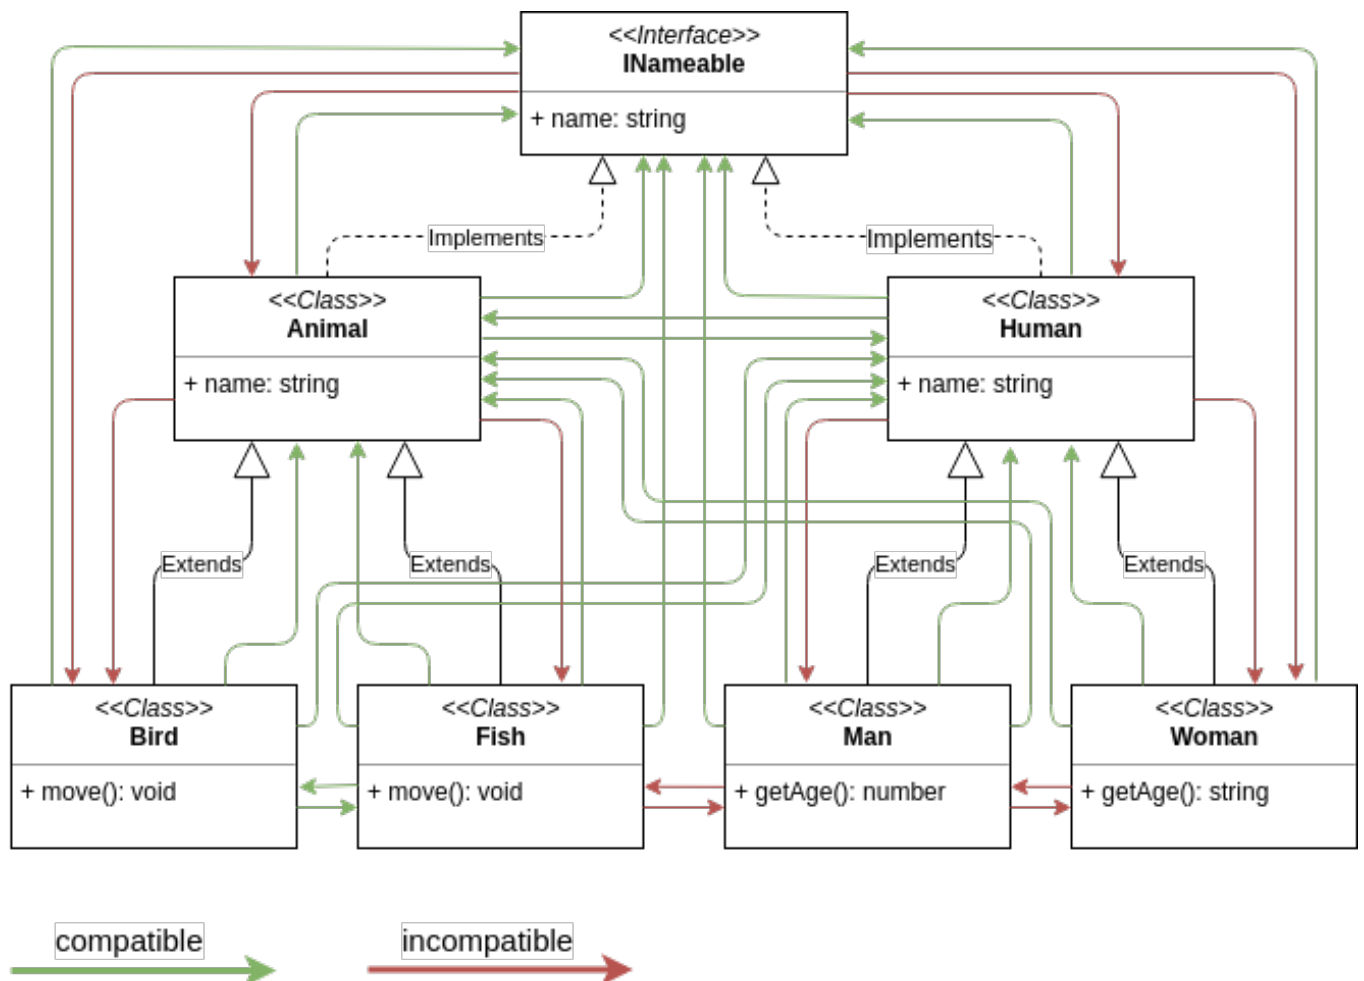 <<Interface>>
INameable
+ name: string
Implements
Implements
<<Class>>
Animal
+ name: string
<<Class>>
Human
+ name: string
Extends
Extends
Extends
Extends
<<Class>>
Bird
+ move(): void
<<Class>>
Fish
+ move(): void
<<Class>>
Man
+ getAge(): number
<<Class>>
Woman
+ getAge(): string
compatible
incompatible